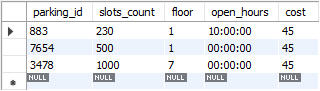 parking_id slots_count floor open_hours cost
883 230 1 10:00:00 45
7654 500 1 00:00:00 45
3478 1000 7 00:00:00 45
NULL NULL NULL NULL NULL